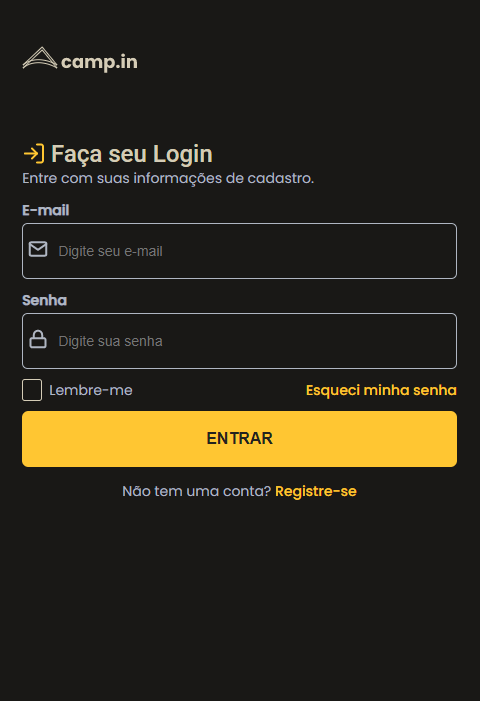 camp.in
Faça seu Login
Entre com suas informações de cadastro.
E-mail
Digite seu e-mail
Senha
Digite sua senha
Lembre-me Esqueci minha senha
ENTRAR
Não tem uma conta? Registre-se